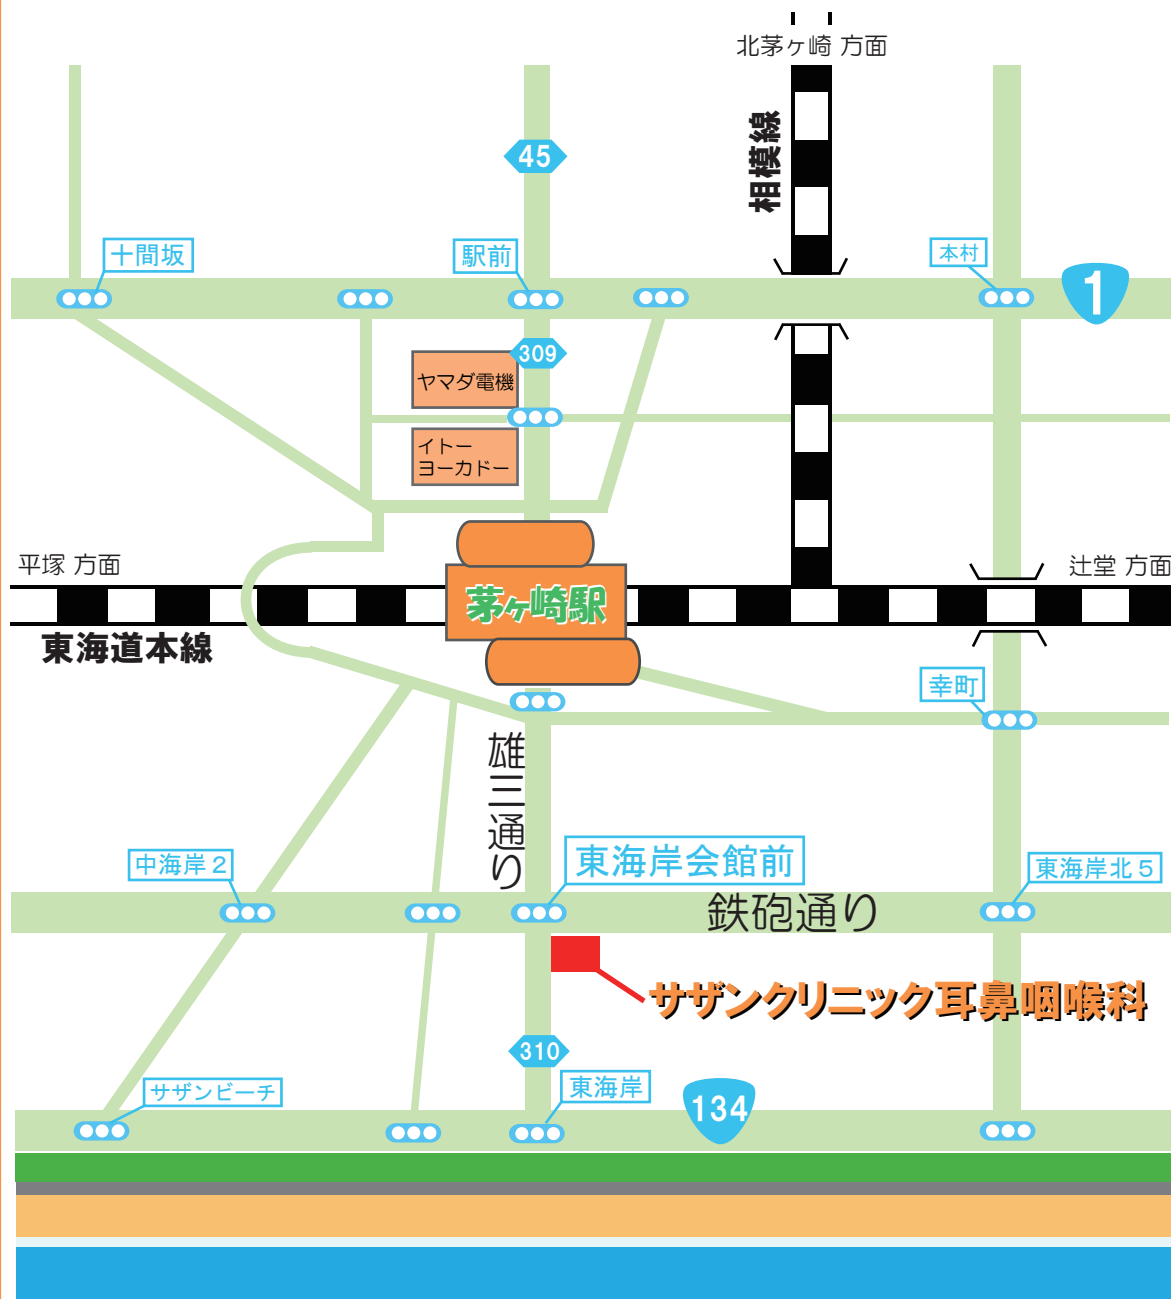 北茅ヶ崎 方面
相模線
45
十間坂
駅前
本村
1
309
ヤマダ電機
イトー
ヨーカドー
平塚 方面
辻堂 方面
茅ヶ崎駅
東海道本線
幸町
雄三通り
中海岸2
東海岸会館前
東海岸北5
鉄砲通り
サザンクリニック耳鼻咽喉科
310
サザンビーチ
東海岸
134